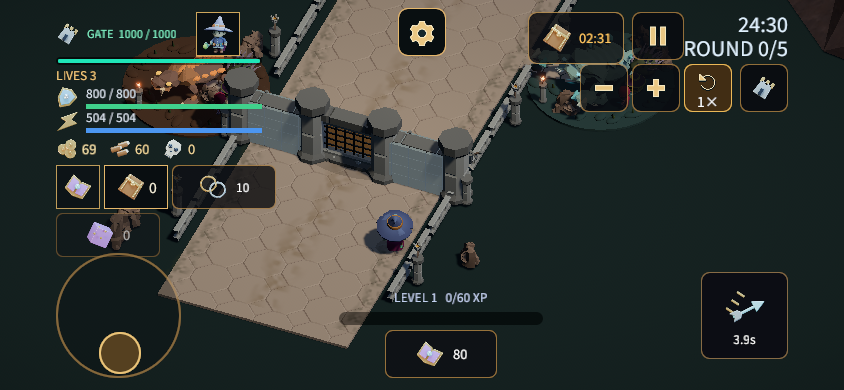 GATE 1000 / 1000
LIVES 3
800 / 800
504 / 504
69 60 0
0 10
0
02:31
24:30
ROUND 0/5
1×
LEVEL 1 0/60 XP
80
3.9s